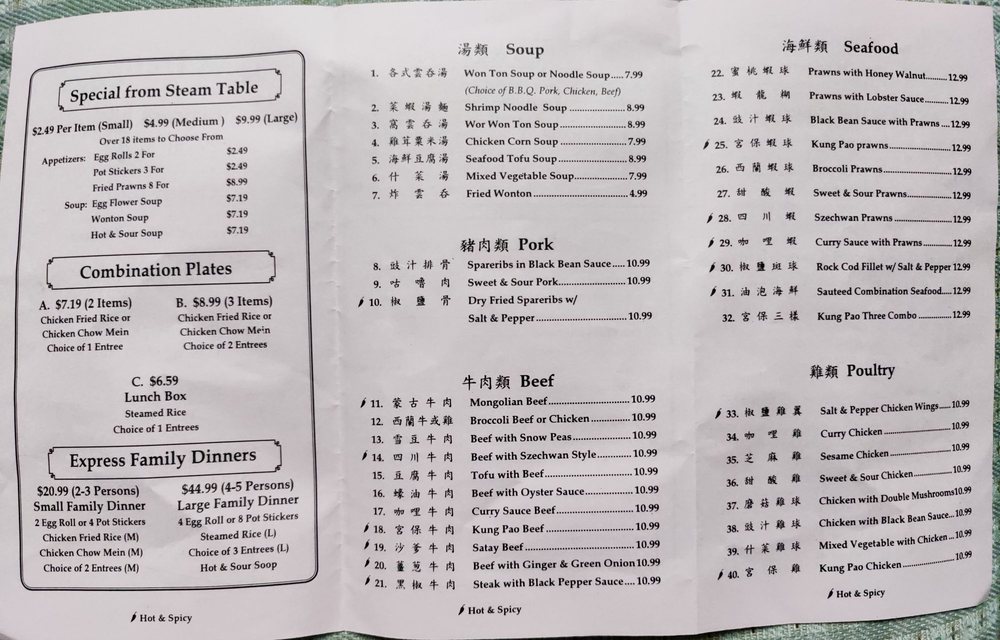 Special from Steam Table
$2.49 Per Item (Small) $4.99 (Medium ) $9.99 (Large)
Over 18 items to Choose From
Appetizers: Egg Rolls 2 For $2.49
Pot Stickers 3 For $2.49
Fried Prawns 8 For $8.99
Soup: Egg Flower Soup $7.19
Wonton Soup $7.19
Hot & Sour Soup $7.19
Combination Plates
A. $7.19 (2 Items)
Chicken Fried Rice or
Chicken Chow Mein
Choice of 1 Entree
B. $8.99 (3 Items)
Chicken Fried Rice or
Chicken Chow Mein
Choice of 2 Entrees
C. $6.59
Lunch Box
Steamed Rice
Choice of 1 Entrees
Express Family Dinners
$20.99 (2-3 Persons)
Small Family Dinner
2 Egg Roll or 4 Pot Stickers
Chicken Fried Rice (M)
Chicken Chow Mein (M)
Choice of 2 Entrees (M)
$44.99 (4-5 Persons)
Large Family Dinner
4 Egg Roll or 8 Pot Stickers
Steamed Rice (L)
Choice of 3 Entrees (L)
Hot & Sour Soop
Hot & Spicy
湯類 Soup
1. 各式雲吞湯 Won Ton Soup or Noodle Soup.....7.99
(Choice of B.B.Q. Pork, Chicken, Beef)
2. 菜蝦湯麵 Shrimp Noodle Soup...............8.99
3. 窩雲吞湯 Wor Won Ton Soup.................8.99
4. 雞茸粟米湯 Chicken Corn Soup.................7.99
5. 海鮮豆腐湯 Seafood Tofu Soup.................8.99
6. 什菜湯 Mixed Vegetable Soup.............7.99
7. 炸雲吞 Fried Wonton........................4.99
豬肉類 Pork
8. 豉汁排骨 Spareribs in Black Bean Sauce.....10.99
9. 咕嚕肉 Sweet & Sour Pork...................10.99
10. 椒鹽骨 Dry Fried Spareribs w/
Salt & Pepper..........................10.99
牛肉類 Beef
11. 蒙古牛肉 Mongolian Beef......................10.99
12. 西蘭牛或雞 Broccoli Beef or Chicken...........10.99
13. 雪豆牛肉 Beef with Snow Peas................10.99
14. 四川牛肉 Beef with Szechwan Style..........10.99
15. 豆腐牛肉 Tofu with Beef......................10.99
16. 蠔油牛肉 Beef with Oyster Sauce.............10.99
17. 咖哩牛肉 Curry Sauce Beef....................10.99
18. 宮保牛肉 Kung Pao Beef.......................10.99
19. 沙爹牛肉 Satay Beef............................10.99
20. 薑蔥牛肉 Beef with Ginger & Green Onion 10.99
21. 黑椒牛肉 Steak with Black Pepper Sauce....10.99
Hot & Spicy
海鮮類 Seafood
22. 蜜桃蝦球 Prawns with Honey Walnut.........12.99
23. 蝦龍糊 Prawns with Lobster Sauce.........12.99
24. 豉汁蝦球 Black Bean Sauce with Prawns....12.99
25. 宮保蝦球 Kung Pao prawns....................12.99
26. 西蘭蝦球 Broccoli Prawns.....................12.99
27. 甜酸蝦 Sweet & Sour Prawns...............12.99
28. 四川蝦 Szechwan Prawns...................12.99
29. 咖哩蝦 Curry Sauce with Prawns..........12.99
30. 椒鹽斑球 Rock Cod Fillet w/ Salt & Pepper 12.99
31. 油泡海鮮 Sauteed Combination Seafood.....12.99
32. 宮保三樣 Kung Pao Three Combo ............12.99
雞類 Poultry
33. 椒鹽雞翼 Salt & Pepper Chicken Wings.....10.99
34. 咖哩雞 Curry Chicken.......................10.99
35. 芝麻雞 Sesame Chicken.....................10.99
36. 甜酸雞 Sweet & Sour Chicken..............10.99
37. 磨菇雞球 Chicken with Double Mushrooms10.99
38. 豉汁雞球 Chicken with Black Bean Sauce...10.99
39. 什菜雞球 Mixed Vegetable with Chicken...10.99
40. 宮保雞 Kung Pao Chicken..................10.99
Hot & Spicy